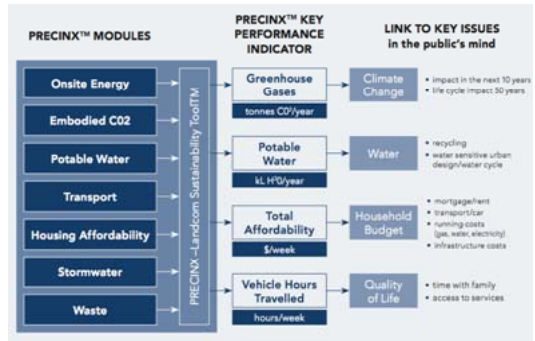 PRECINX™ MODULES
Onsite Energy
Embodied C02
Potable Water
Transport
Housing Affordability
Stormwater
Waste
PRECINX –Landcom Sustainability ToolTM
PRECINX™ KEY
PERFORMANCE
INDICATOR
Greenhouse
Gases
tonnes C0²/year
Potable
Water
kL H²0/year
Total
Affordability
$/week
Vehicle Hours
Travelled
hours/week
LINK TO KEY ISSUES
in the public's mind
Climate
Change
• impact in the next 10 years
• life cycle impact 50 years
Water
• recycling
• water sensitive urban
design/water cycle
Household
Budget
• mortgage/rent
• transport/car
• running costs
(gas, water, electricity)
• infrastructure costs
Quality
of Life
• time with family
• access to services